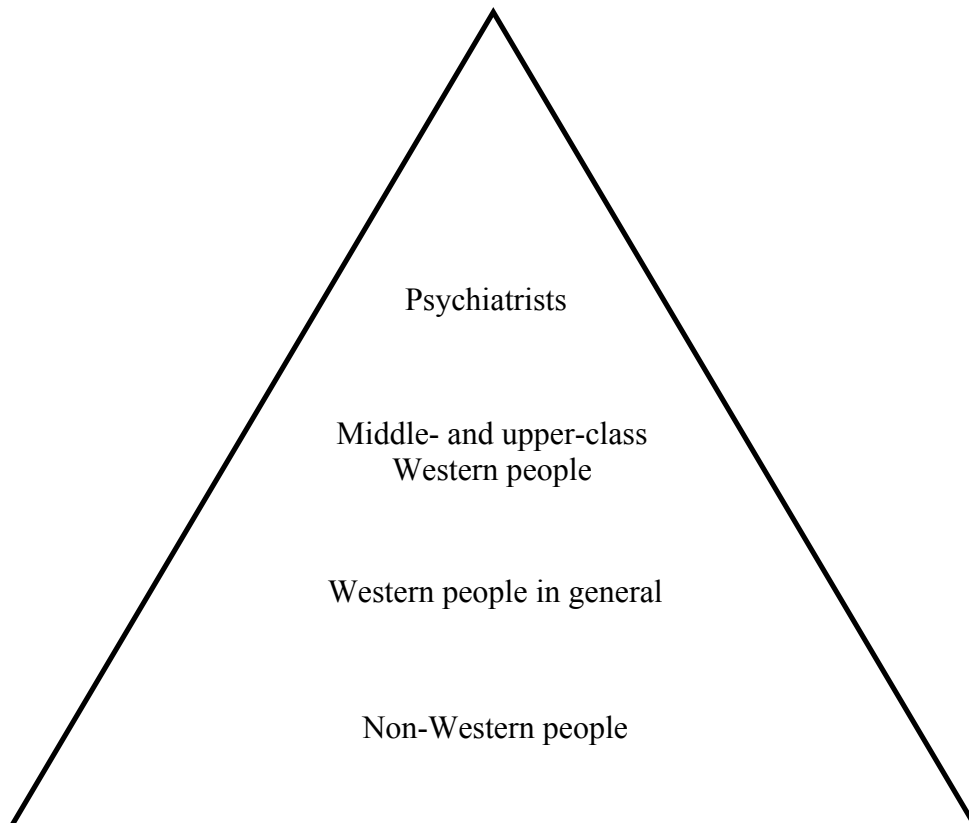 Psychiatrists
Middle- and upper-class
Western people
Western people in general
Non-Western people